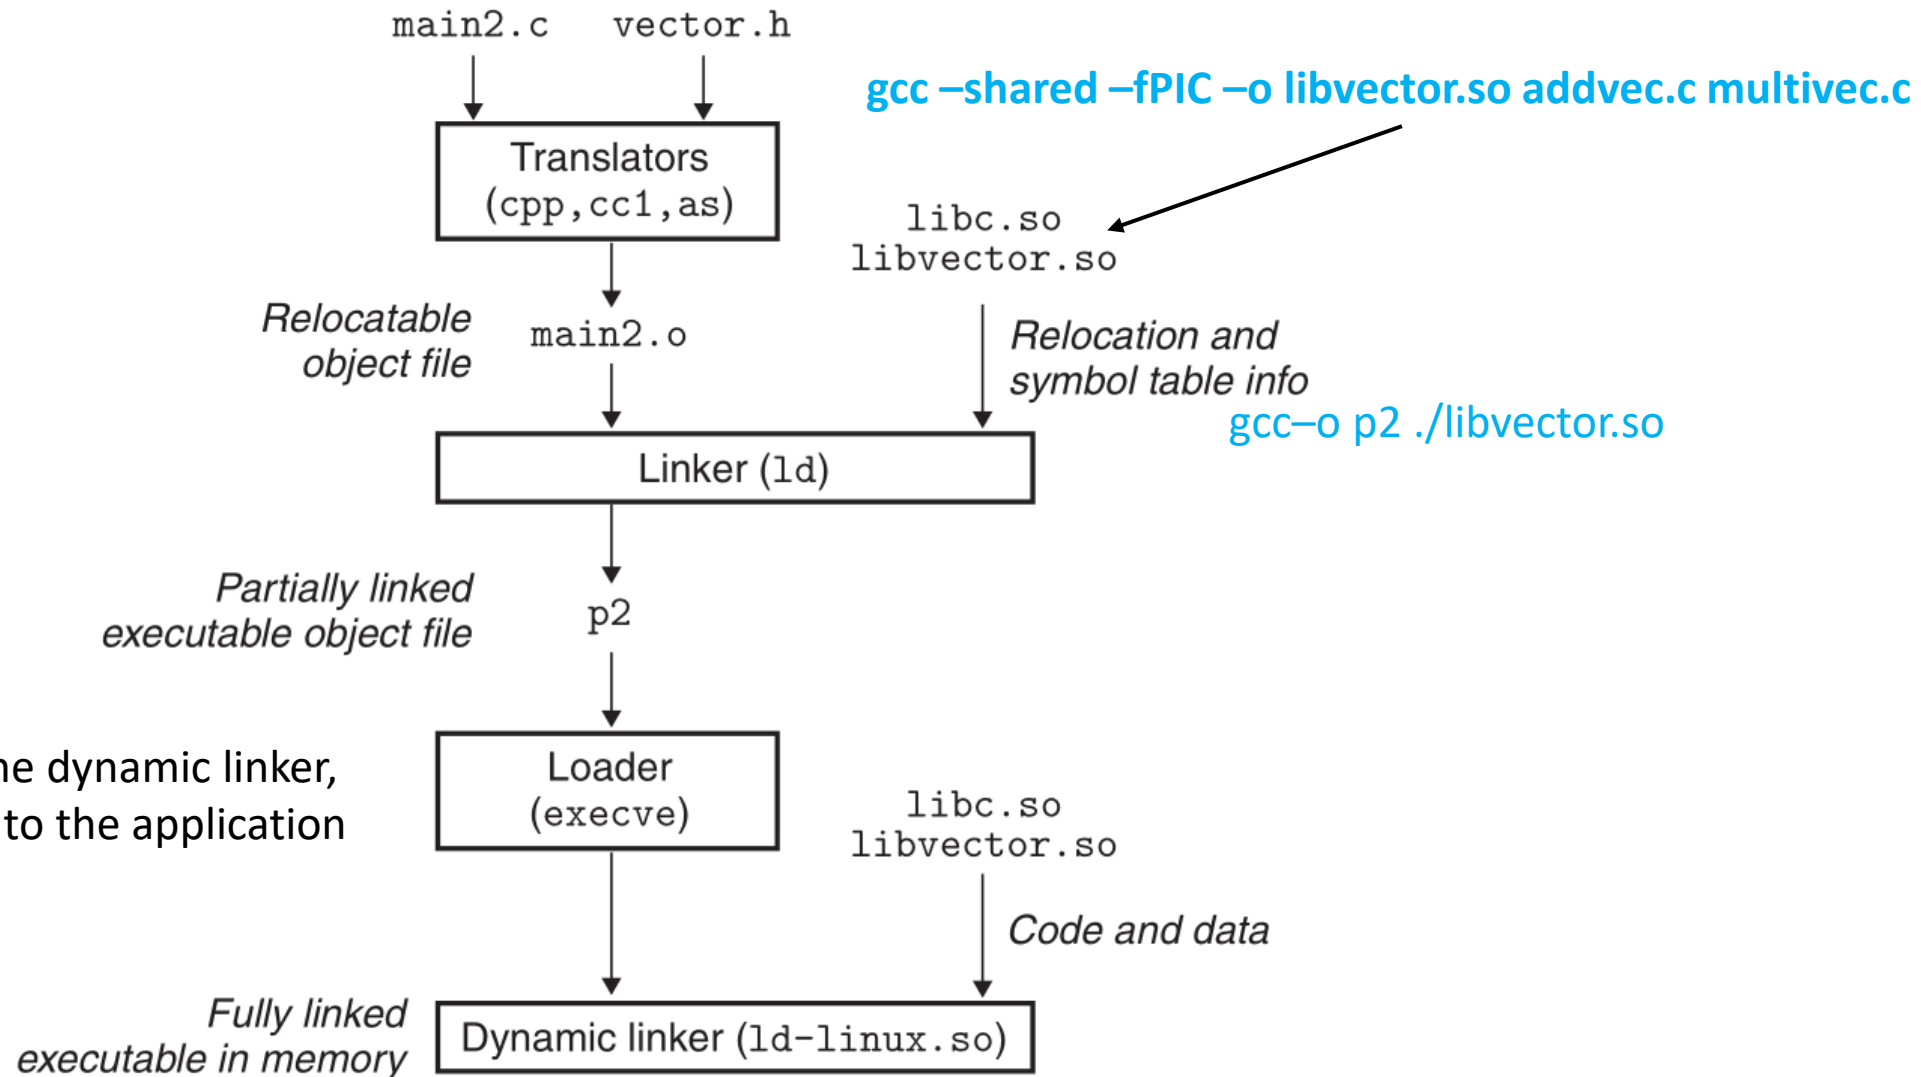 main2.c vector.h
gcc –shared –fPIC –o libvector.so addvec.c multivec.c
Translators
(cpp,cc1,as)
libc.so
libvector.so
Relocatable
object file
main2.o
Relocation and
symbol table info
gcc–o p2 ./libvector.so
Linker (ld)
Partially linked
executable object file
p2
he dynamic linker,
to the application
Loader
(execve)
libc.so
libvector.so
Code and data
Fully linked
executable in memory
Dynamic linker (ld-linux.so)